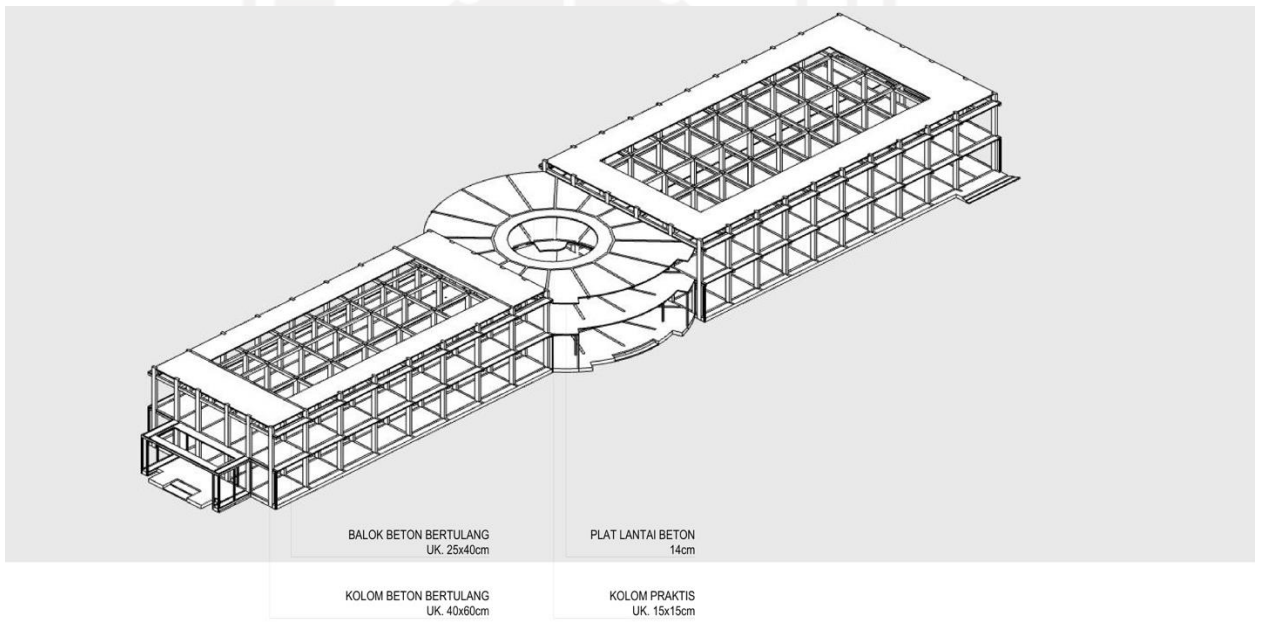 BALOK BETON BERTULANG
UK. 25x40cm
PLAT LANTAI BETON
14cm
KOLOM BETON BERTULANG
UK. 40x60cm
KOLOM PRAKTIS
UK. 15x15cm